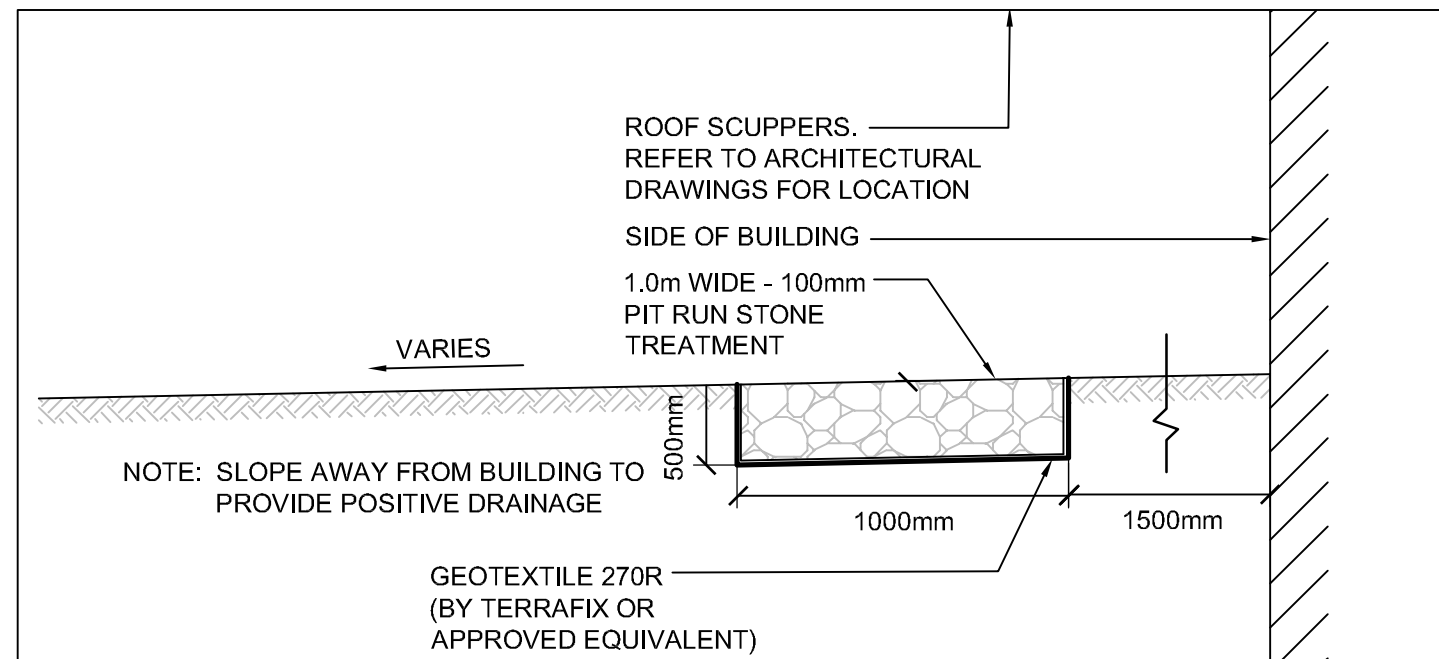 ROOF SCUPPERS.
REFER TO ARCHITECTURAL
DRAWINGS FOR LOCATION
SIDE OF BUILDING
1.0m WIDE - 100mm
PIT RUN STONE
TREATMENT
VARIES
500mm
NOTE: SLOPE AWAY FROM BUILDING TO
PROVIDE POSITIVE DRAINAGE
1000mm
1500mm
GEOTEXTILE 270R
(BY TERRAFIX OR
APPROVED EQUIVALENT)